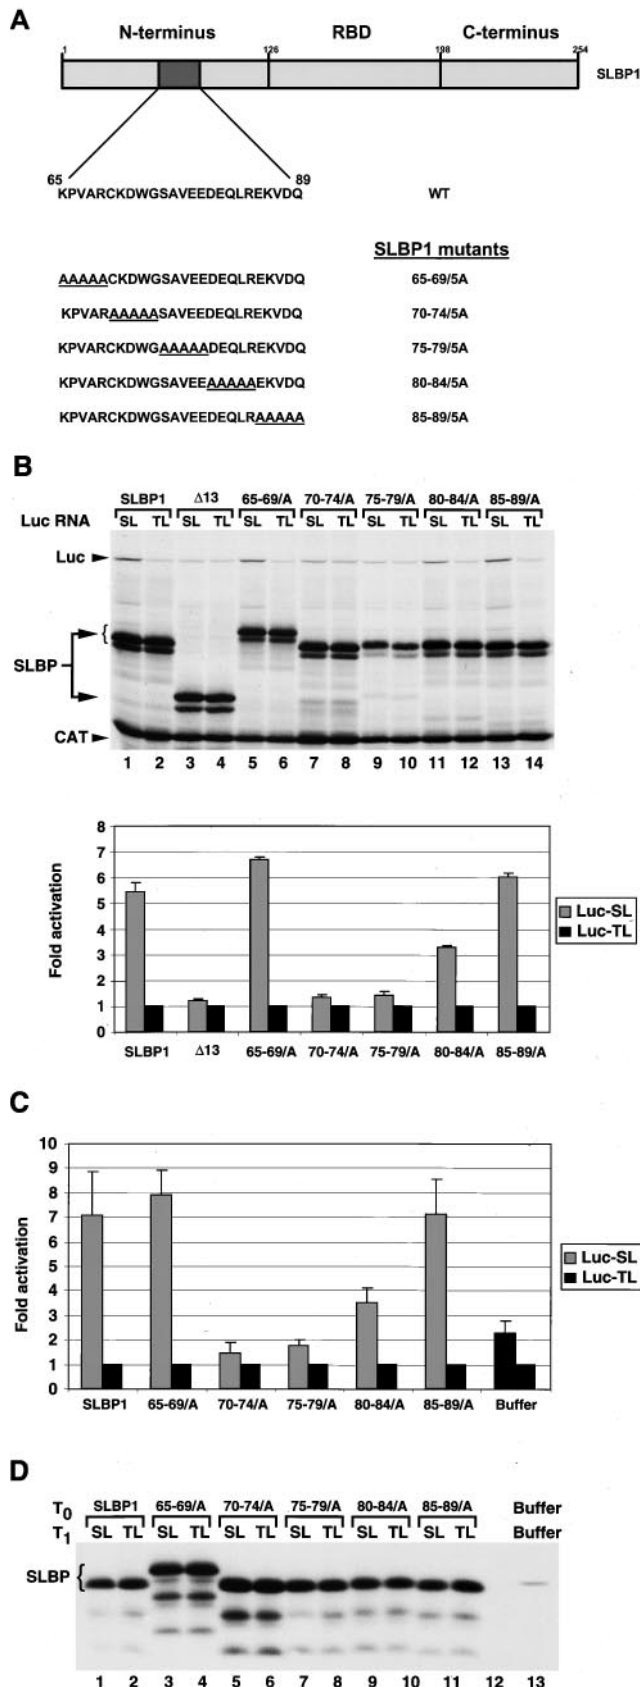 A
N-terminus RBD C-terminus
1 126 198 254
SLBP1
65 89
KPVARCKDWGSAVEEDEQLREKVDQ WT
SLBP1 mutants
AAAAACKDWGSAVEEDEQLREKVDQ 65-69/5A
KPVARAAAAASAVEEDEQLREKVDQ 70-74/5A
KPVARCKDWGAAAAADEQLREKVDQ 75-79/5A
KPVARCKDWGSAVEEAAAAAEKVDQ 80-84/5A
KPVARCKDWGSAVEEDEQLRAAAAA 85-89/5A
B
SLBP1 Δ13 65-69/A 70-74/A 75-79/A 80-84/A 85-89/A
Luc RNA SL TL SL TL SL TL SL TL SL TL SL TL SL TL
Luc
SLBP
CAT
1 2 3 4 5 6 7 8 9 10 11 12 13 14
8
7
6
5
4
3
2
1
0
Fold activation
Luc-SL
Luc-TL
SLBP1 Δ13 65-69/A 70-74/A 75-79/A 80-84/A 85-89/A
C
10
9
8
7
6
5
4
3
2
1
0
Fold activation
Luc-SL
Luc-TL
SLBP1 65-69/A 70-74/A 75-79/A 80-84/A 85-89/A Buffer
D
T0 SLBP1 65-69/A 70-74/A 75-79/A 80-84/A 85-89/A Buffer
T1 SL TL SL TL SL TL SL TL SL TL SL TL Buffer
SLBP
1 2 3 4 5 6 7 8 9 10 11 12 13